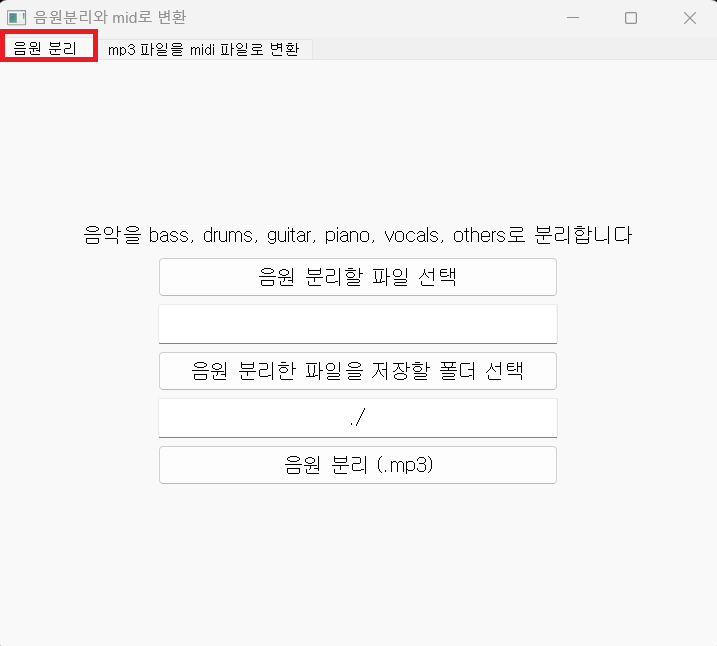 음원분리와 mid로 변환
음원 분리 mp3 파일을 midi 파일로 변환
음악을 bass, drums, guitar, piano, vocals, others로 분리합니다
음원 분리할 파일 선택
음원 분리한 파일을 저장할 폴더 선택
./
음원 분리 (.mp3)